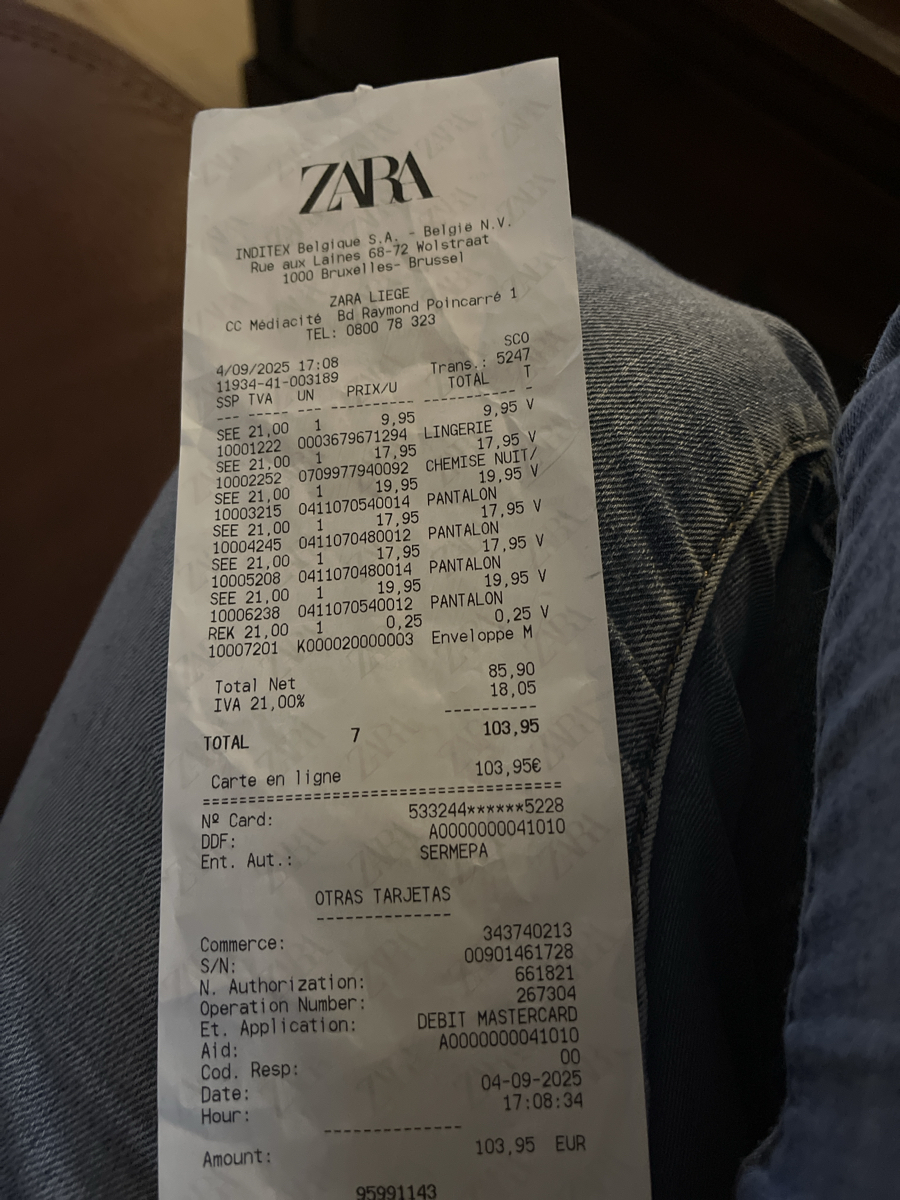 ZARA
INDITEX Belgique S.A. - Belgie N.V.
Rue aux Laines 68-72 Wolstraat
1000 Bruxelles- Brussel
ZARA LIEGE
CC Médiacité Bd Raymond Poincarré 1
TEL: 0800 78 323
SCO
4/09/2025 17:08 Trans.: 5247
11934-41-003189
SSP TVA UN PRIX/U TOTAL T
--- ----- --- ---------- ---------- -
SEE 21,00 1 9,95 9,95 V
10001222 0003679671294 LINGERIE
SEE 21,00 1 17,95 17,95 V
10002252 0709977940092 CHEMISE NUIT/
SEE 21,00 1 19,95 19,95 V
10003215 0411070540014 PANTALON
SEE 21,00 1 17,95 17,95 V
10004245 0411070480012 PANTALON
SEE 21,00 1 17,95 17,95 V
10005208 0411070480014 PANTALON
SEE 21,00 1 19,95 19,95 V
10006238 0411070540012 PANTALON
REK 21,00 1 0,25 0,25 V
10007201 K000020000003 Enveloppe M
Total Net 85,90
IVA 21,00% 18,05
----------
TOTAL 7 103,95
Carte en ligne 103,95€
========================================
Nº Card: 533244******5228
DDF: A0000000041010
Ent. Aut.: SERMEPA
OTRAS TARJETAS
--------------
Commerce: 343740213
S/N: 00901461728
N. Authorization: 661821
Operation Number: 267304
Et. Application: DEBIT MASTERCARD
Aid: A0000000041010
Cod. Resp: 00
Date: 04-09-2025
Hour: 17:08:34
--------------
Amount: 103,95 EUR
95991143